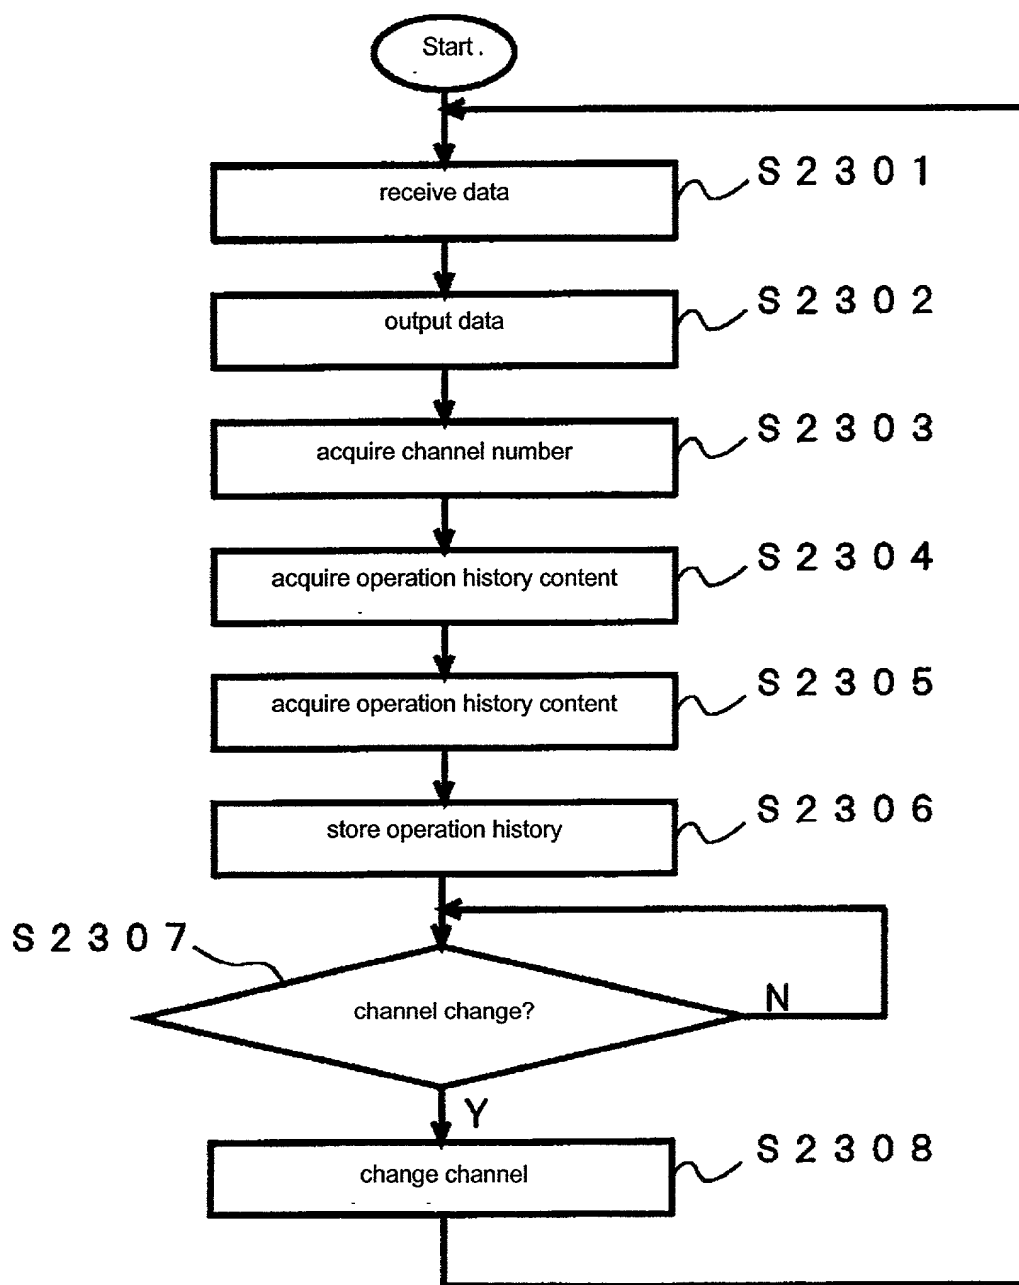 Start.
receive data
S2301
output data
S2302
acquire channel number
S2303
acquire operation history content
S2304
acquire operation history content
S2305
store operation history
S2306
S2307
channel change?
N
Y
change channel
S2308